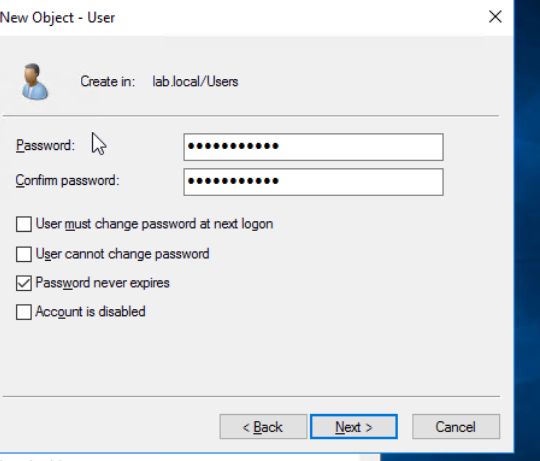 New Object - User
Create in: lab.local/Users
Password: •••••••••••
Confirm password: •••••••••••
User must change password at next logon
User cannot change password
Password never expires
Account is disabled
< Back Next > Cancel